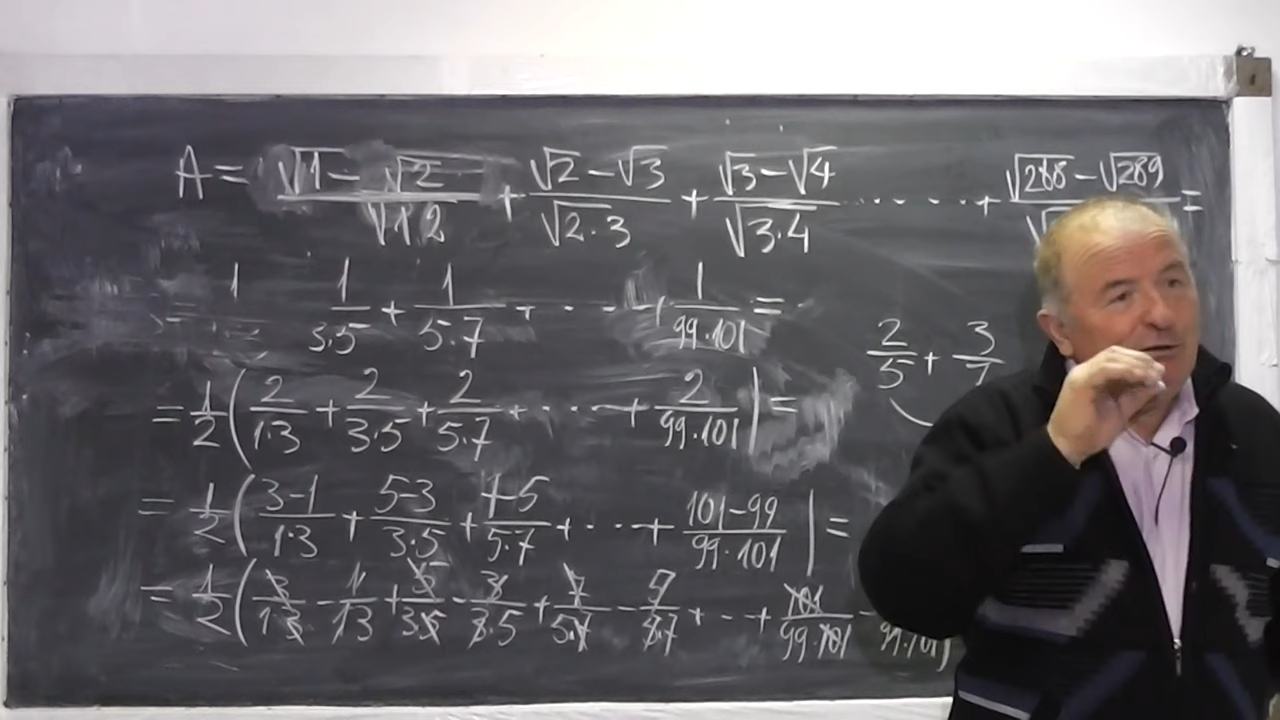 A = √1 - √2 / √1·2 + √2 - √3 / √2·3 + √3 - √4 / √3·4 ...... + √288 - √289 / √ =
= 1 1/3·5 + 1/5·7 + ... + 1/99·101 =
2/5 + 3/7
= 1/2 ( 2/1·3 + 2/3·5 + 2/5·7 + ... + 2/99·101 ) =
= 1/2 ( 3-1/1·3 + 5-3/3·5 + 7-5/5·7 + ... + 101-99/99·101 ) =
= 1/2 ( 3/1·3 - 1/1·3 + 5/3·5 - 3/3·5 + 7/5·7 - 5/5·7 + ... + 101/99·101 - 99·101 )